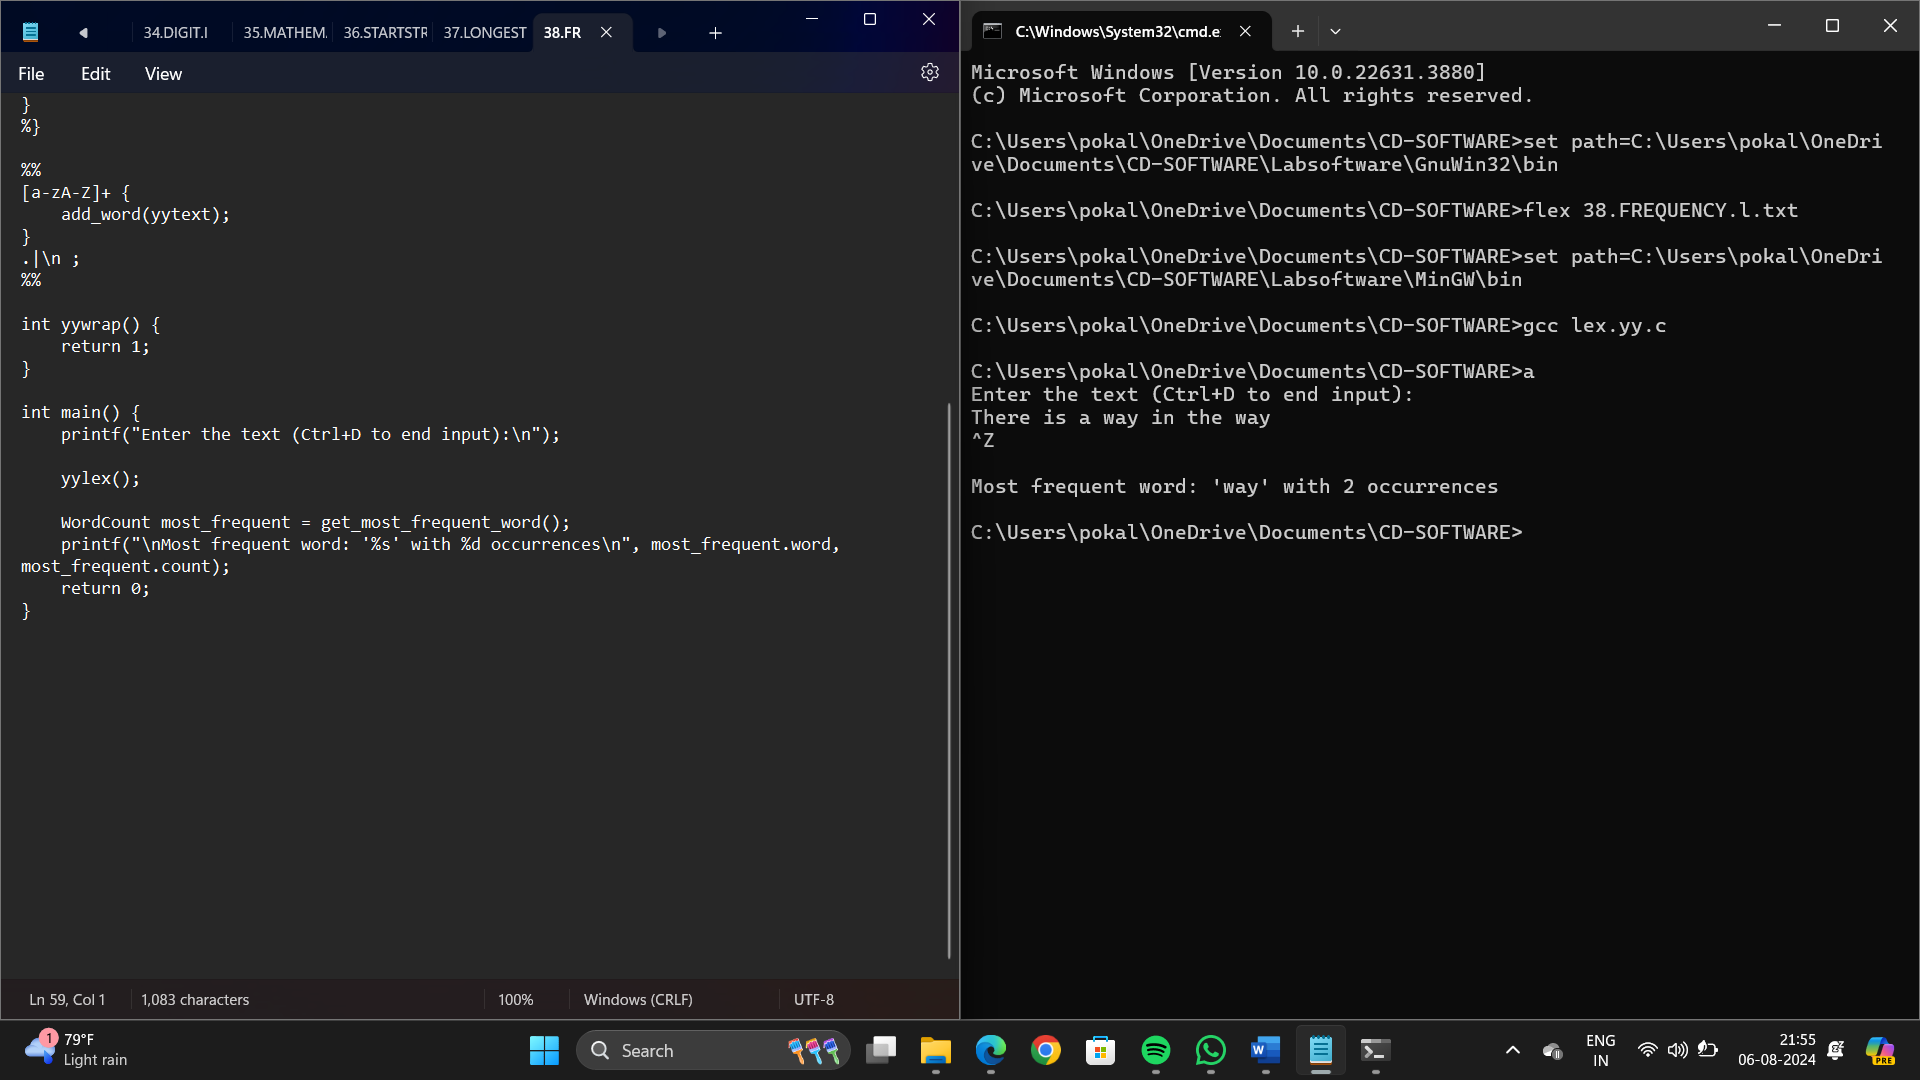 34.DIGIT.l
35.MATHEM.
36.STARTSTR
37.LONGEST
38.FR
File
Edit
View
}
%}
%%
[a-zA-Z]+ {
add_word(yytext);
}
.|\n ;
%%
int yywrap() {
return 1;
}
int main() {
printf("Enter the text (Ctrl+D to end input):\n");
yylex();
WordCount most_frequent = get_most_frequent_word();
printf("\nMost frequent word: '%s' with %d occurrences\n", most_frequent.word,
most_frequent.count);
return 0;
}
Ln 59, Col 1
1,083 characters
100%
Windows (CRLF)
UTF-8
C:\Windows\System32\cmd.e
Microsoft Windows [Version 10.0.22631.3880]
(c) Microsoft Corporation. All rights reserved.
C:\Users\pokal\OneDrive\Documents\CD-SOFTWARE>set path=C:\Users\pokal\OneDri
ve\Documents\CD-SOFTWARE\Labsoftware\GnuWin32\bin
C:\Users\pokal\OneDrive\Documents\CD-SOFTWARE>flex 38.FREQUENCY.l.txt
C:\Users\pokal\OneDrive\Documents\CD-SOFTWARE>set path=C:\Users\pokal\OneDri
ve\Documents\CD-SOFTWARE\Labsoftware\MinGW\bin
C:\Users\pokal\OneDrive\Documents\CD-SOFTWARE>gcc lex.yy.c
C:\Users\pokal\OneDrive\Documents\CD-SOFTWARE>a
Enter the text (Ctrl+D to end input):
There is a way in the way
^Z
Most frequent word: 'way' with 2 occurrences
C:\Users\pokal\OneDrive\Documents\CD-SOFTWARE>
1
79°F
Light rain
Search
W
ENG
IN
21:55
06-08-2024
PRE